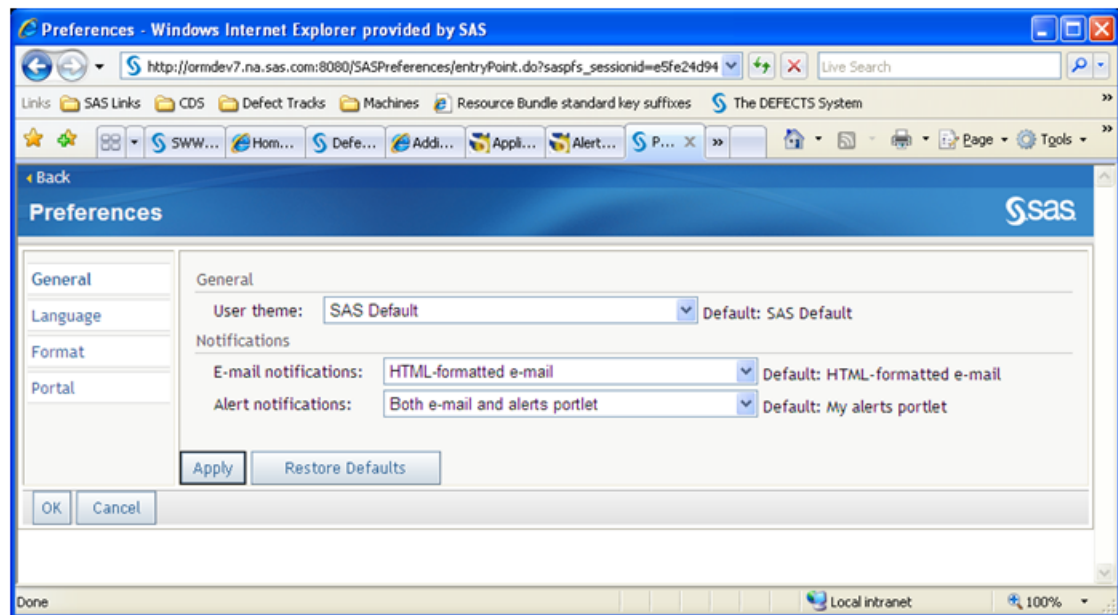 Preferences - Windows Internet Explorer provided by SAS
http://ormdev7.na.sas.com:8080/SASPreferences/entryPoint.do?saspfs_sessionid=e5fe24d94 Live Search
Links SAS Links CDS Defect Tracks Machines Resource Bundle standard key suffixes The DEFECTS System »
SWW... Hom... Defe... Addi... Appli... Alert... P... » Page Tools »
Back
Preferences sas
General General
User theme: SAS Default Default: SAS Default
Language
Notifications
Format
E-mail notifications: HTML-formatted e-mail Default: HTML-formatted e-mail
Portal
Alert notifications: Both e-mail and alerts portlet Default: My alerts portlet
Apply Restore Defaults
OK Cancel
Done Local intranet 100%